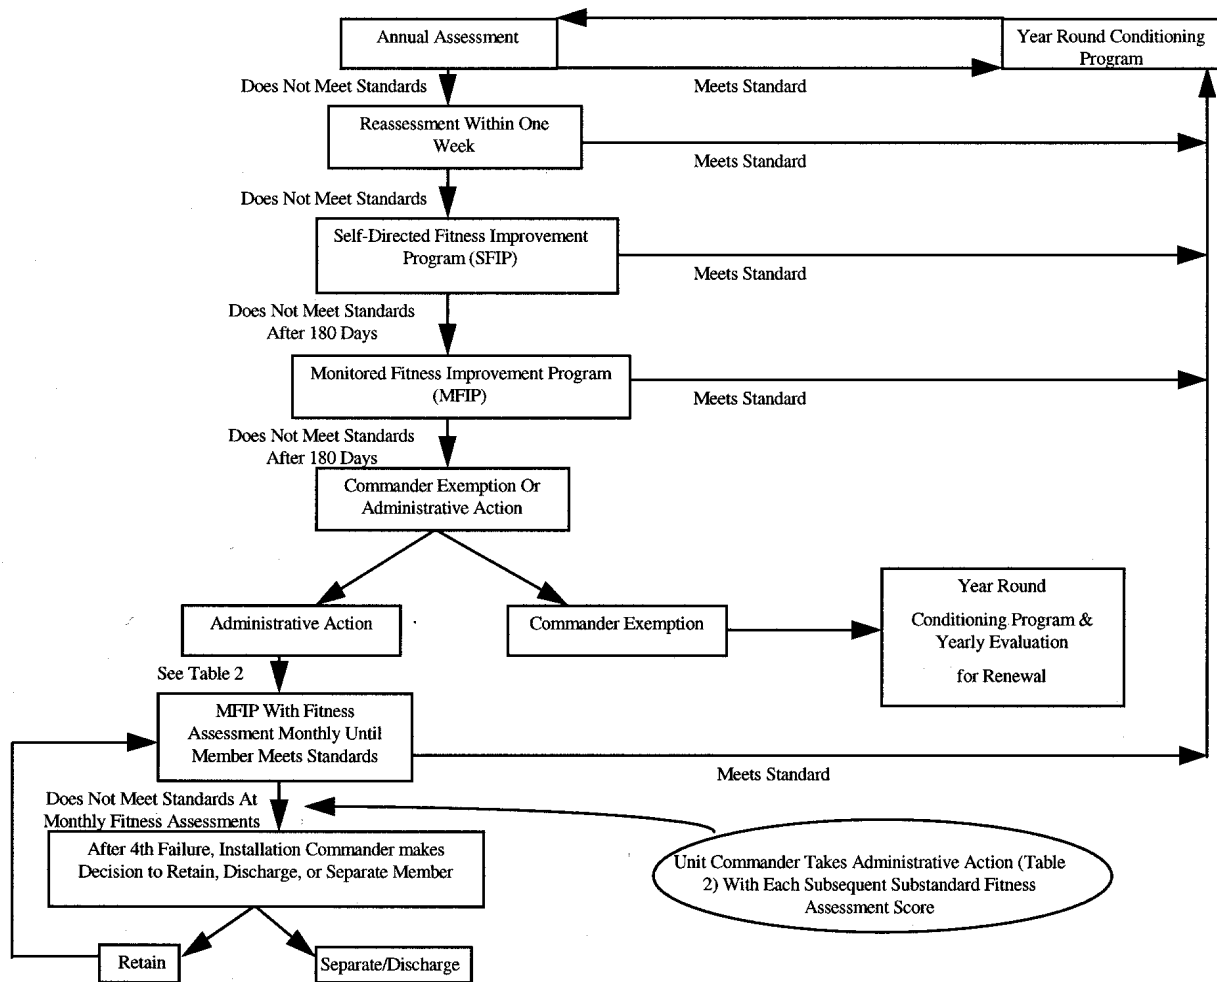 Annual Assessment
Year Round Conditioning
Program
Does Not Meet Standards
Meets Standard
Reassessment Within One
Week
Meets Standard
Does Not Meet Standards
Self-Directed Fitness Improvement
Program (SFIP)
Meets Standard
Does Not Meet Standards
After 180 Days
Monitored Fitness Improvement Program
(MFIP)
Meets Standard
Does Not Meet Standards
After 180 Days
Commander Exemption Or
Administrative Action
Administrative Action
Commander Exemption
Year Round
Conditioning Program &
Yearly Evaluation
for Renewal
See Table 2
MFIP With Fitness
Assessment Monthly Until
Member Meets Standards
Meets Standard
Does Not Meet Standards At
Monthly Fitness Assessments
After 4th Failure, Installation Commander makes
Decision to Retain, Discharge, or Separate Member
Unit Commander Takes Administrative Action (Table
2) With Each Subsequent Substandard Fitness
Assessment Score
Retain
Separate/Discharge